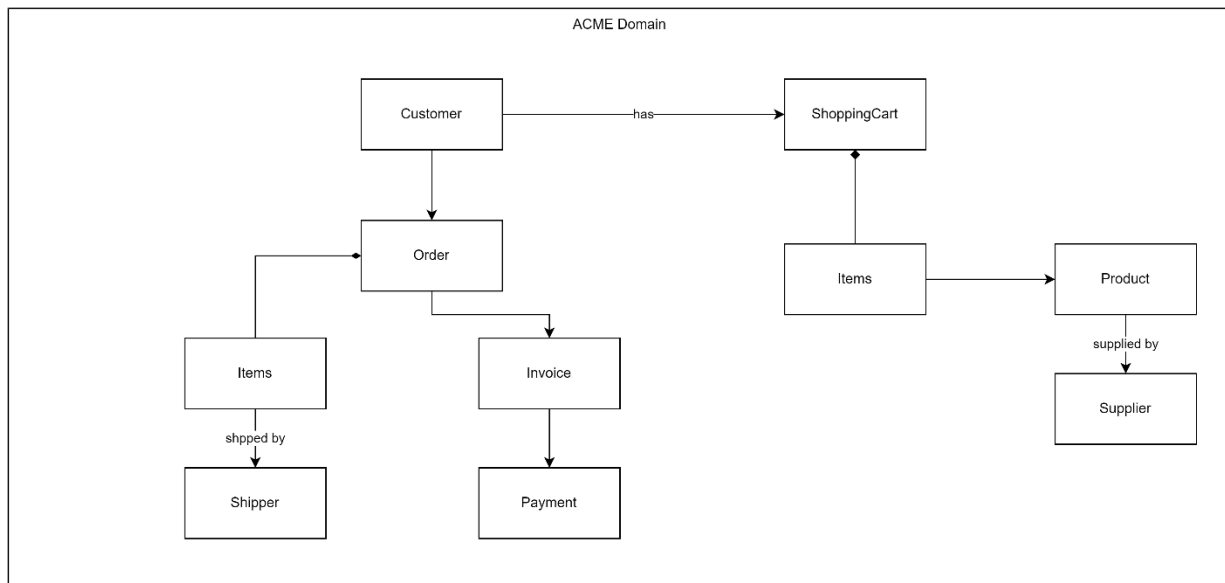 ACME Domain
Customer
has
ShoppingCart
Order
Items
Product
supplied by
Items
Invoice
Supplier
shpped by
Shipper
Payment